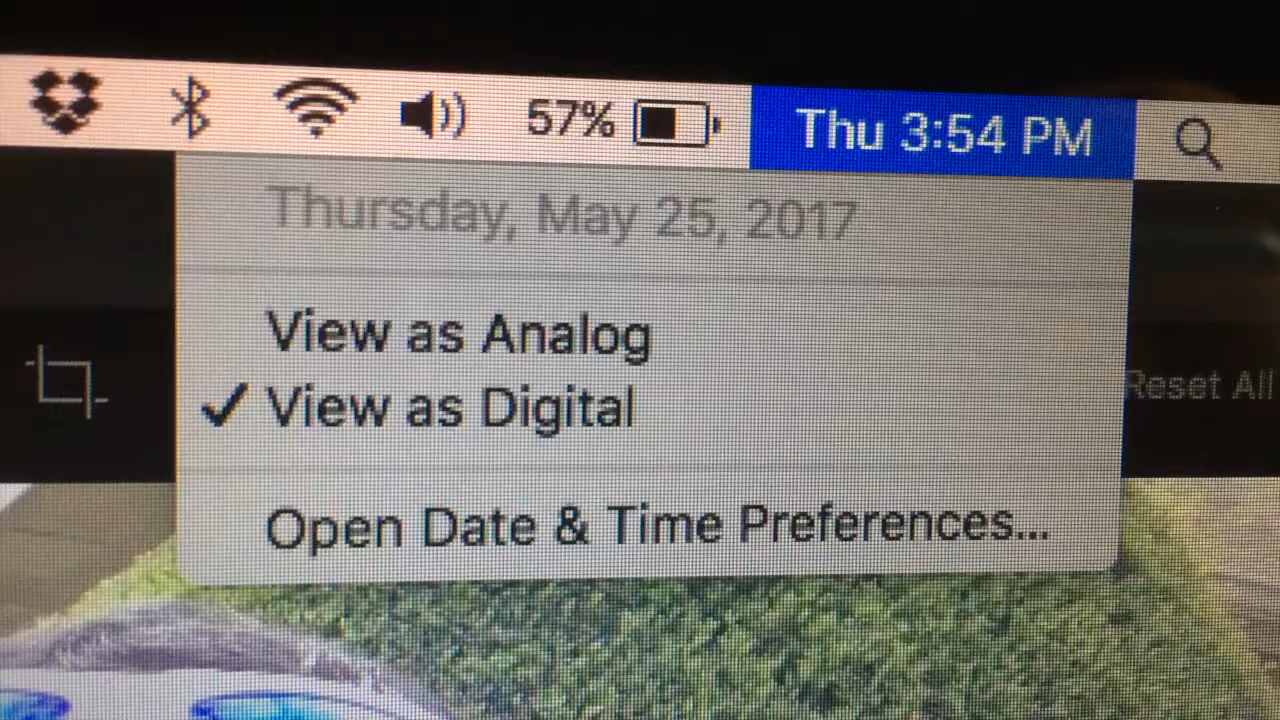 57% Thu 3:54 PM
Thursday, May 25, 2017
View as Analog
✓ View as Digital
Reset All
Open Date & Time Preferences...